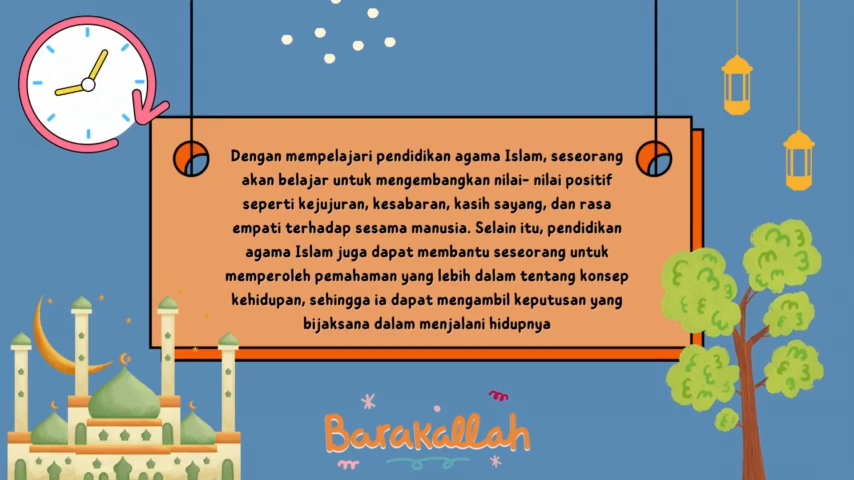 Dengan mempelajari pendidikan agama Islam, seseorang
akan belajar untuk mengembangkan nilai- nilai positif
seperti kejujuran, kesabaran, kasih sayang, dan rasa
empati terhadap sesama manusia. Selain itu, pendidikan
agama Islam juga dapat membantu seseorang untuk
memperoleh pemahaman yang lebih dalam tentang konsep
kehidupan, sehingga ia dapat mengambil keputusan yang
bijaksana dalam menjalani hidupnya
Barakallah